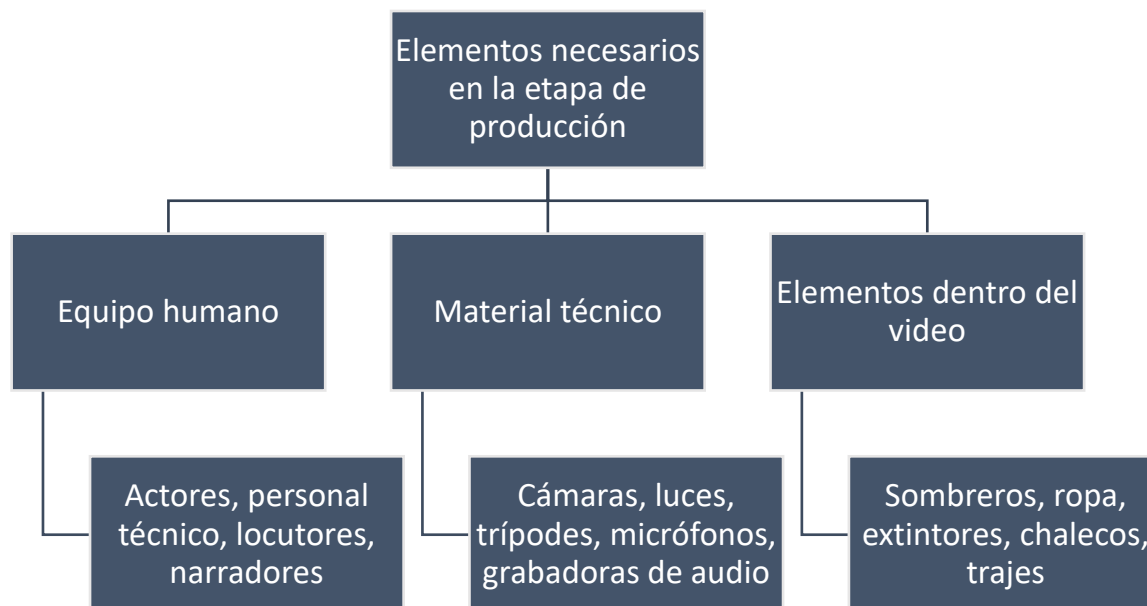 Elementos necesarios
en la etapa de
producción
Equipo humano
Material técnico
Elementos dentro del
video
Actores, personal
técnico, locutores,
narradores
Cámaras, luces,
trípodes, micrófonos,
grabadoras de audio
Sombreros, ropa,
extintores, chalecos,
trajes